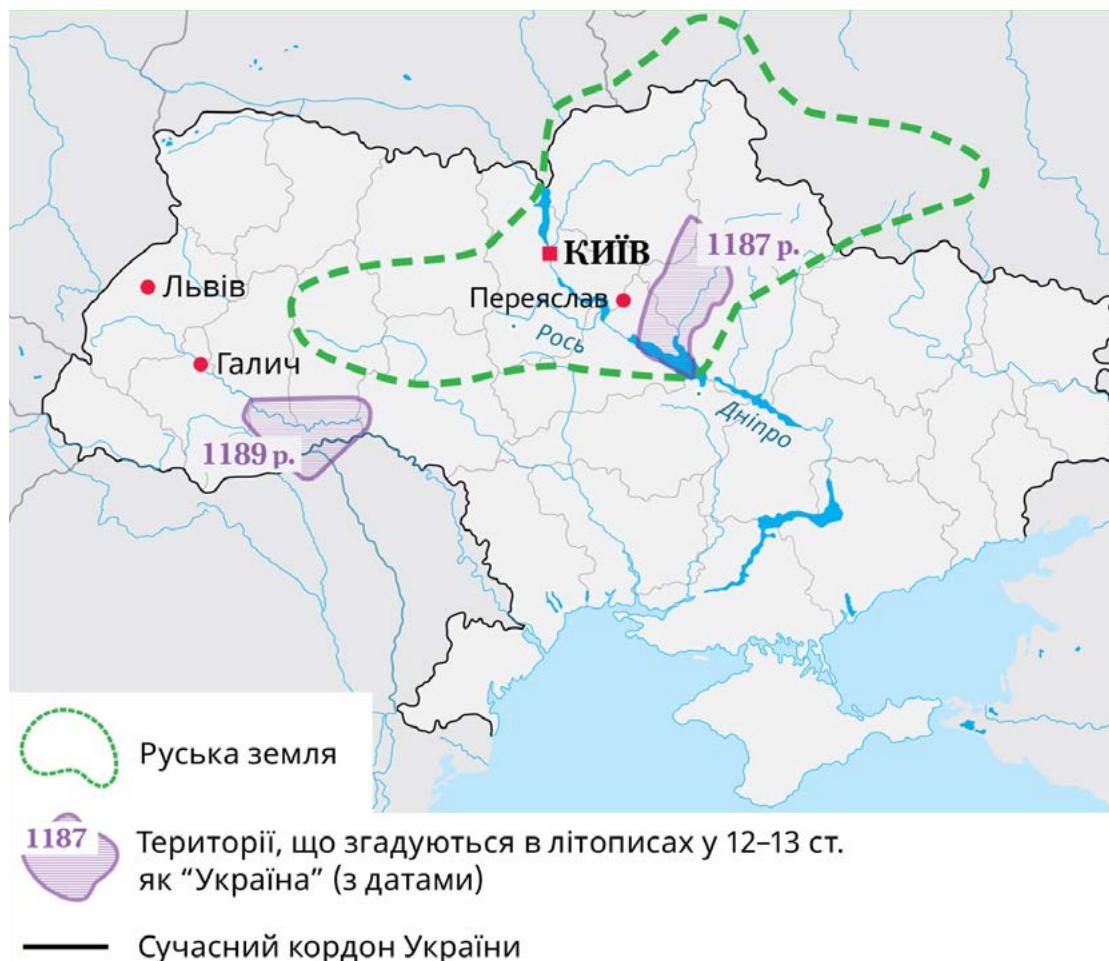 КИЇВ
1187 р.
Львів
Переяслав
Рось
Галич
Дніпро
1189 р.
Руська земля
1187
Території, що згадуються в літописах у 12–13 ст.
як “Україна” (з датами)
Сучасний кордон України